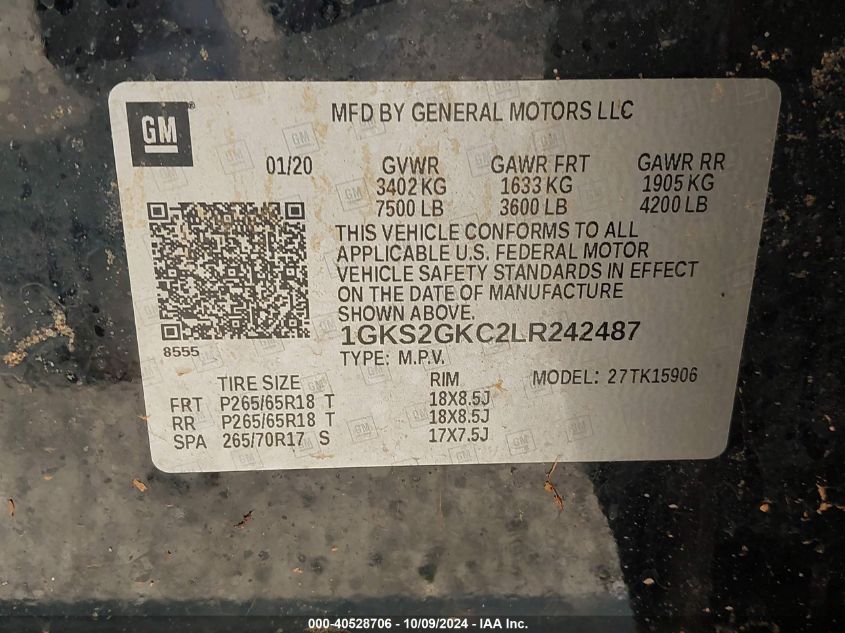 GM
MFD BY GENERAL MOTORS LLC
01/20 GVWR GAWR FRT GAWR RR
3402 KG 1633 KG 1905 KG
7500 LB 3600 LB 4200 LB
THIS VEHICLE CONFORMS TO ALL
APPLICABLE U.S. FEDERAL MOTOR
VEHICLE SAFETY STANDARDS IN EFFECT
ON THE DATE OF MANUFACTURE
SHOWN ABOVE.
8555
1GKS2GKC2LR242487
TYPE: M.P.V.
TIRE SIZE RIM MODEL: 27TK15906
FRT P265/65R18 T 18X8.5J
RR P265/65R18 T 18X8.5J
SPA 265/70R17 S 17X7.5J
000-40528706 - 10/09/2024 - IAA Inc.